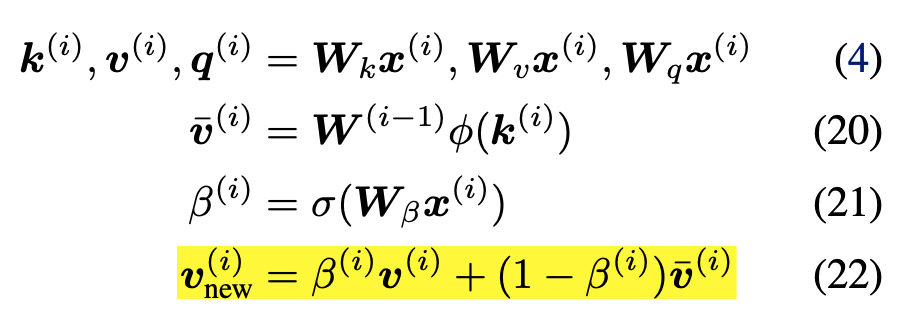 k^(i), v^(i), q^(i) = W_k x^(i), W_v x^(i), W_q x^(i) (4)
v̄^(i) = W^(i−1) ϕ(k^(i)) (20)
β^(i) = σ(W_β x^(i)) (21)
v_new^(i) = β^(i) v^(i) + (1 − β^(i)) v̄^(i) (22)